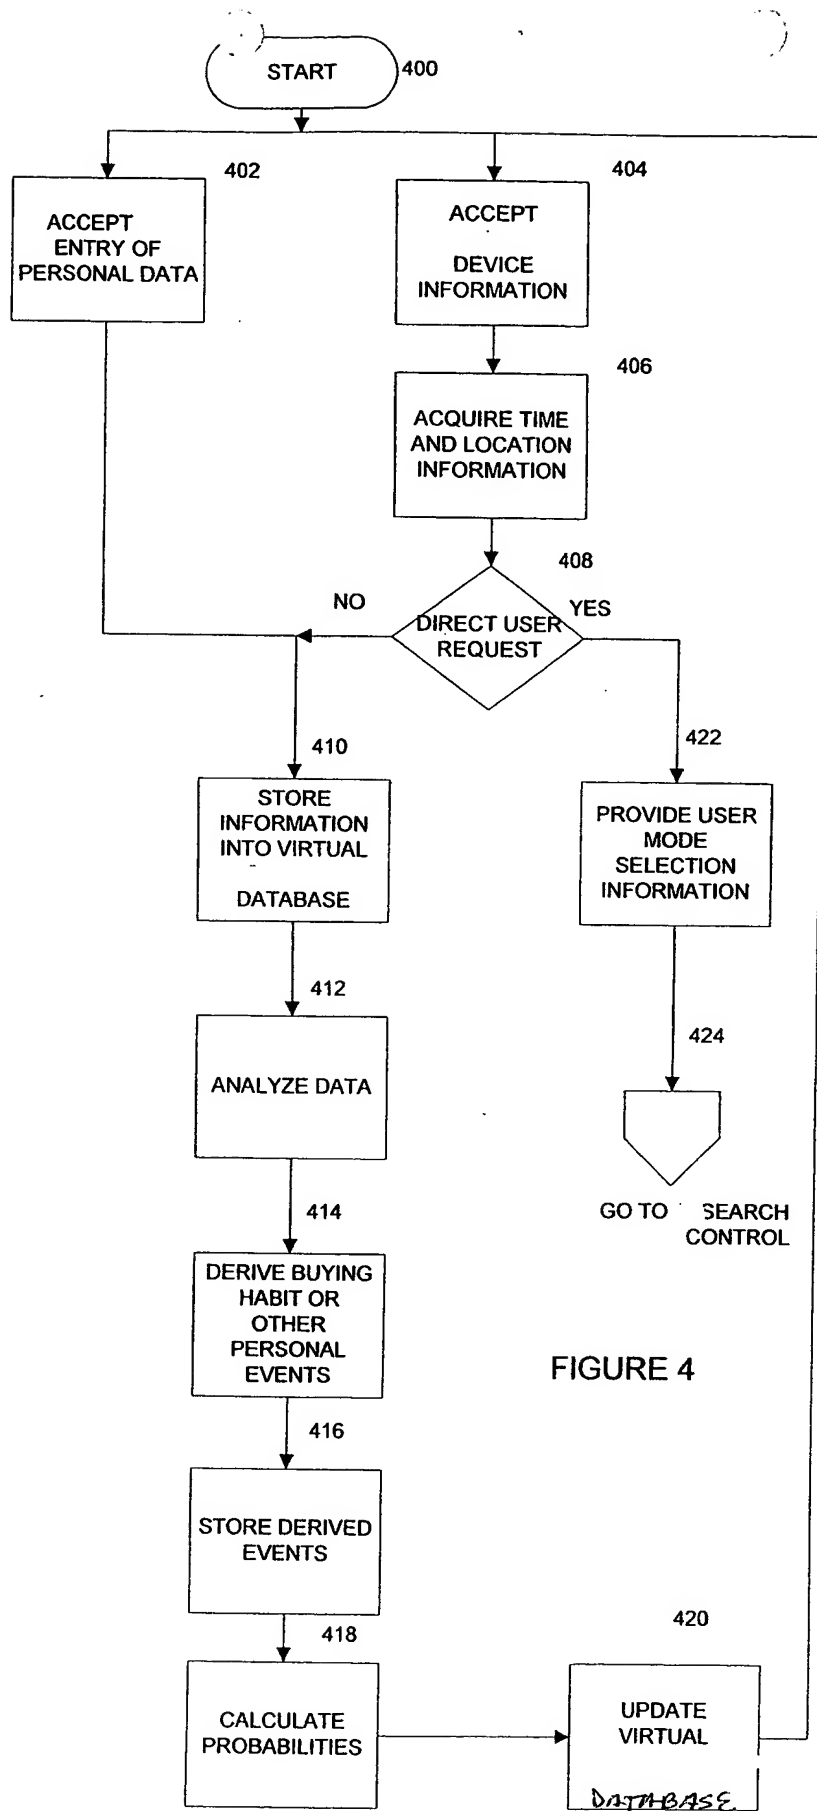 START
400
402
404
ACCEPT
ENTRY OF
PERSONAL DATA
ACCEPT
DEVICE
INFORMATION
406
ACQUIRE TIME
AND LOCATION
INFORMATION
408
NO
YES
DIRECT USER
REQUEST
410
422
STORE
INFORMATION
INTO VIRTUAL
DATABASE
PROVIDE USER
MODE
SELECTION
INFORMATION
412
424
ANALYZE DATA
GO TO SEARCH
CONTROL
414
DERIVE BUYING
HABIT OR
OTHER
PERSONAL
EVENTS
FIGURE 4
416
STORE DERIVED
EVENTS
418
420
CALCULATE
PROBABILITIES
UPDATE
VIRTUAL
DATABASE